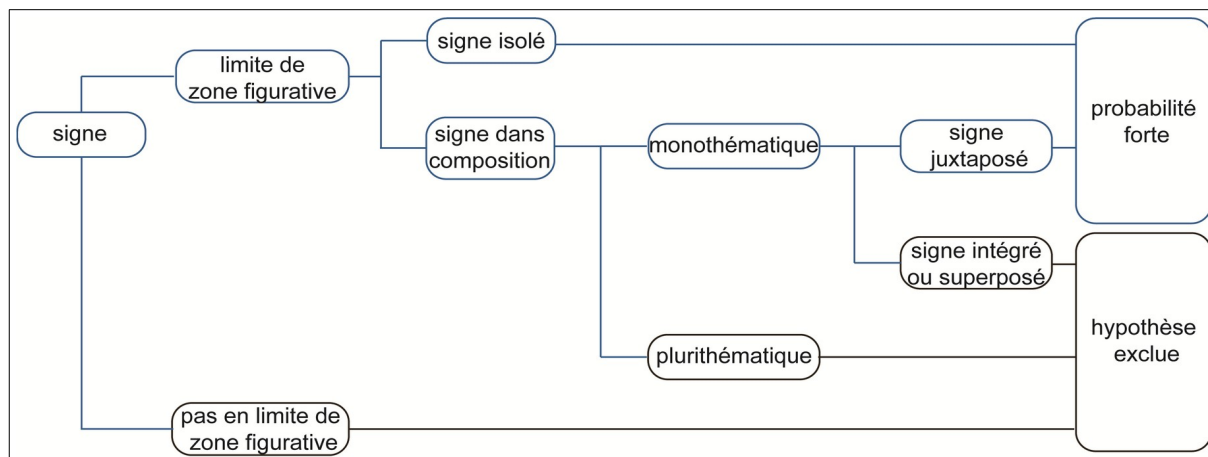 signe
limite de
zone figurative
signe isolé
signe dans
composition
monothématique
signe
juxtaposé
probabilité
forte
signe intégré
ou superposé
plurithématique
hypothèse
exclue
pas en limite de
zone figurative